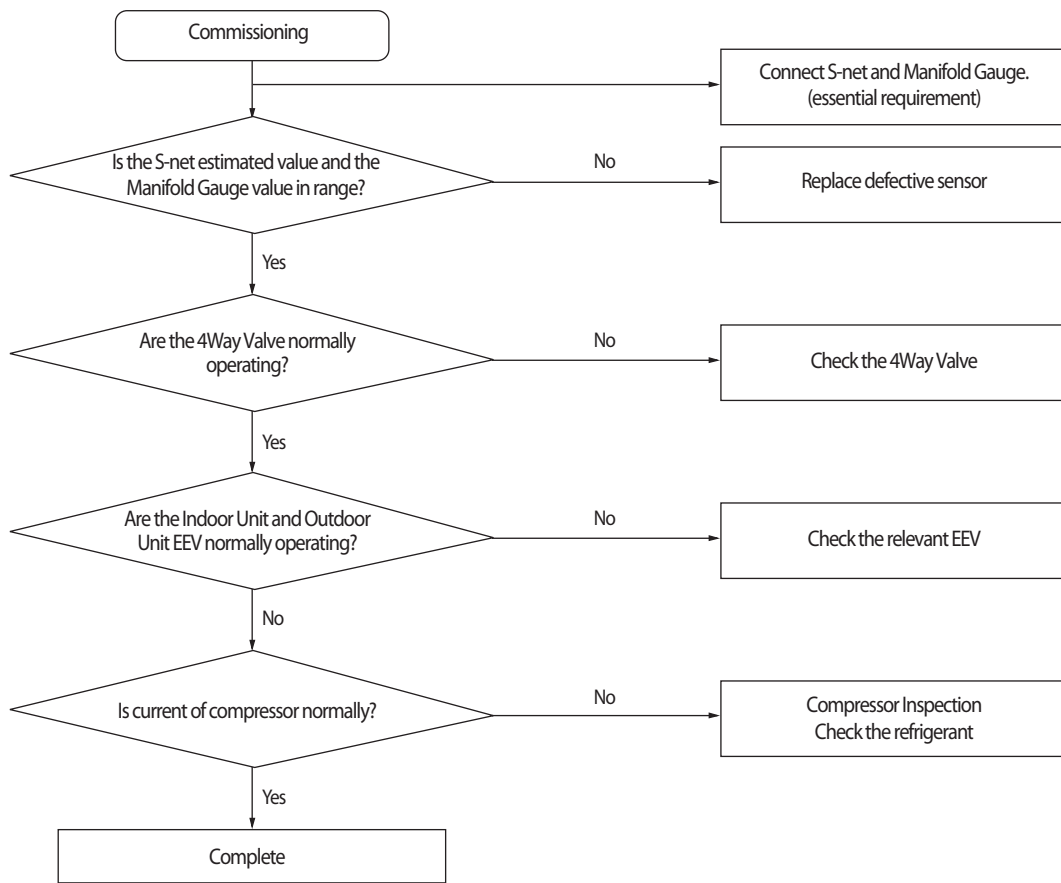 Commissioning
Connect S-net and Manifold Gauge.
(essential requirement)
Is the S-net estimated value and the
Manifold Gauge value in range?
No
Replace defective sensor
Yes
Are the 4Way Valve normally
operating?
No
Check the 4Way Valve
Yes
Are the Indoor Unit and Outdoor
Unit EEV normally operating?
No
Check the relevant EEV
No
Is current of compressor normally?
No
Compressor Inspection
Check the refrigerant
Yes
Complete